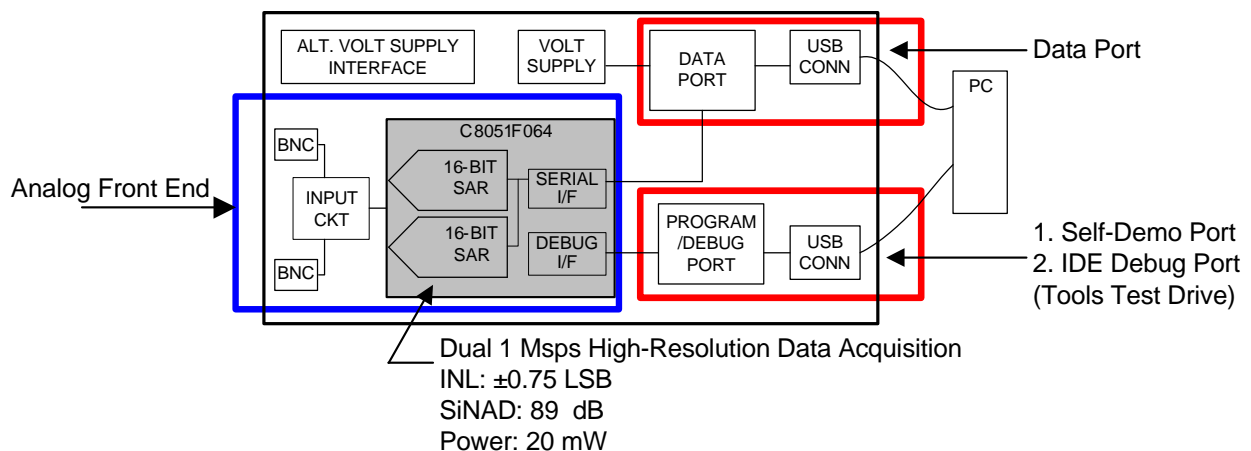 ALT. VOLT SUPPLY
INTERFACE
VOLT
SUPPLY
DATA
PORT
USB
CONN
Data Port
PC
C8051F064
BNC
16-BIT
SAR
SERIAL
I/F
Analog Front End
INPUT
CKT
16-BIT
SAR
DEBUG
I/F
BNC
PROGRAM
/DEBUG
PORT
USB
CONN
1. Self-Demo Port
2. IDE Debug Port
(Tools Test Drive)
Dual 1 Msps High-Resolution Data Acquisition
INL: ±0.75 LSB
SiNAD: 89 dB
Power: 20 mW